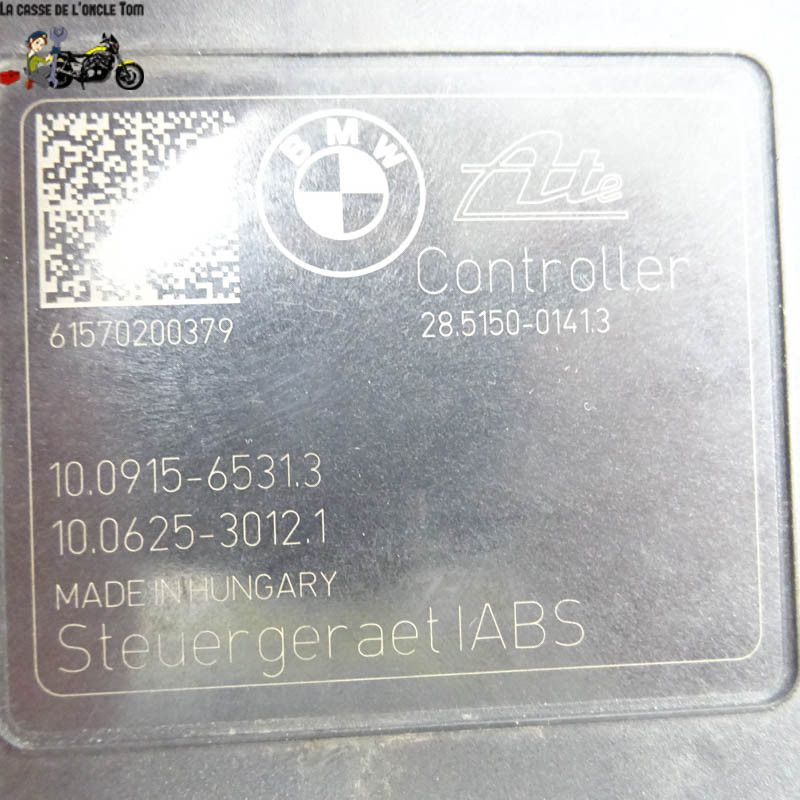 La casse de l'oncle Tom
BMW
Ate
Controller
28.5150-0141.3
61570200379
10.0915-6531.3
10.0625-3012.1
MADE IN HUNGARY
Steuergeraet IABS